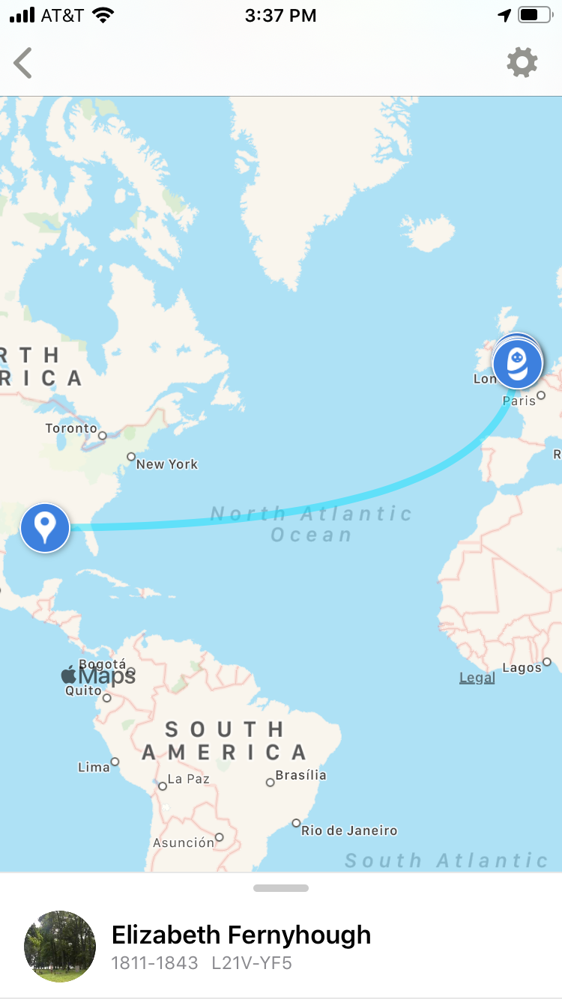 AT&T 3:37 PM
RTH
RICA
Toronto
New York
Lon
Paris
R
North Atlantic
Ocean
Bogotá
Maps
Quito
Legal
Lagos
SOUTH
AMERICA
Lima
La Paz
Brasília
Rio de Janeiro
Asunción
South Atlantic
Elizabeth Fernyhough
1811-1843 L21V-YF5